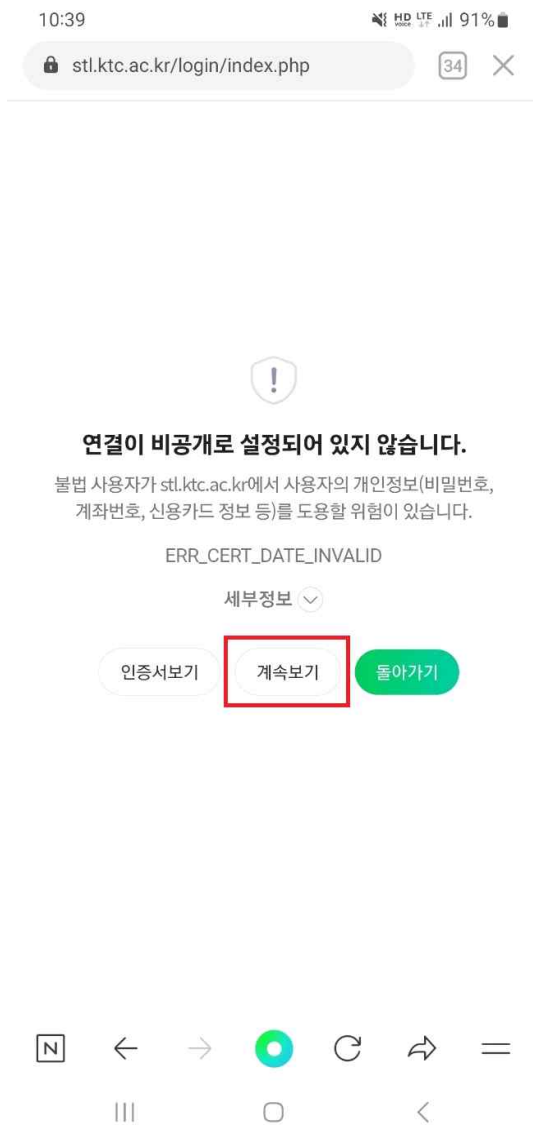 10:39 HD voice LTE 91%
stl.ktc.ac.kr/login/index.php 34
!
연결이 비공개로 설정되어 있지 않습니다.
불법 사용자가 stl.ktc.ac.kr에서 사용자의 개인정보(비밀번호,
계좌번호, 신용카드 정보 등)를 도용할 위험이 있습니다.
ERR_CERT_DATE_INVALID
세부정보
인증서보기 계속보기 돌아가기
N